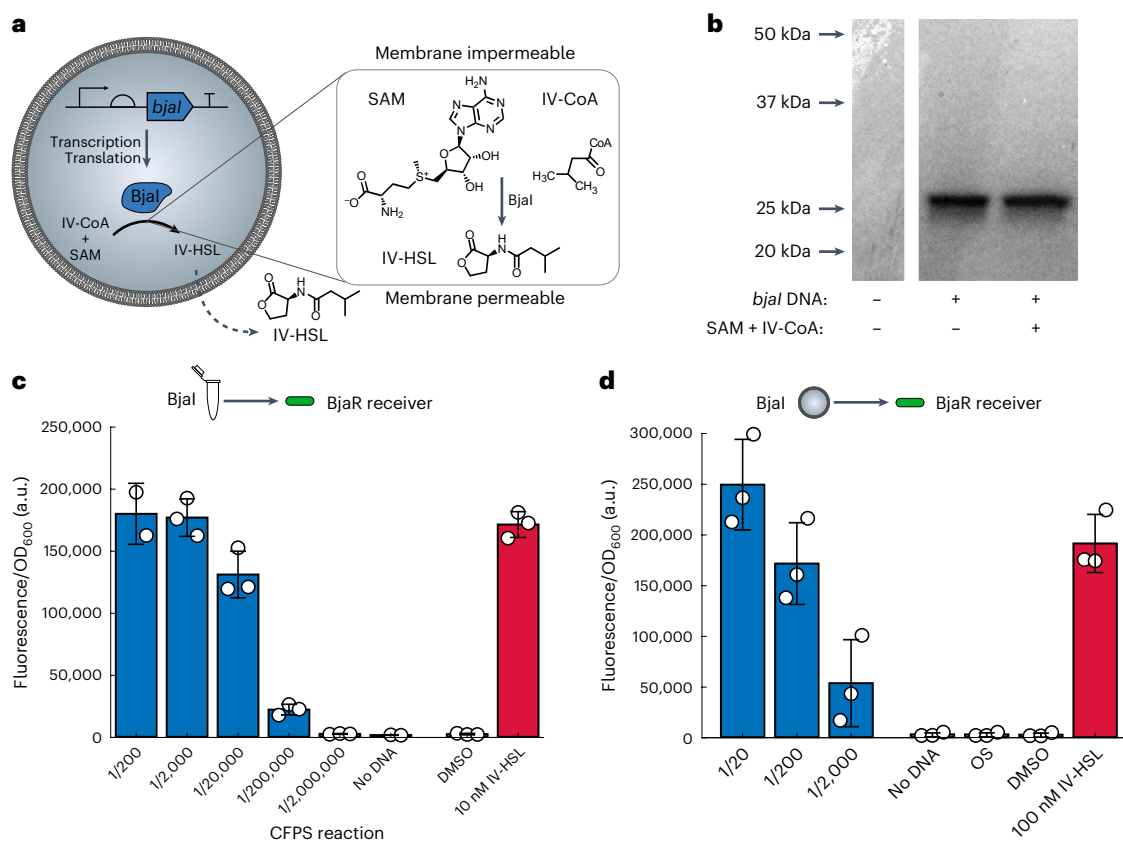 a
bjaI
Transcription
Translation
BjaI
IV-CoA
+
SAM
IV-HSL
O
O
H
N
O
IV-HSL
Membrane impermeable
SAM
IV-CoA
H₂N
N
N
N
N
O
OH
OH
S⁺
O
⁻O
NH₂
CoA
O
H₃C
CH₃
BjaI
IV-HSL
O
O
H
N
O
Membrane permeable
b
50 kDa
37 kDa
25 kDa
20 kDa
bjaI DNA: – + +
SAM + IV-CoA: – – +
c
BjaI
BjaR receiver
Fluorescence/OD₆₀₀ (a.u.)
250,000
200,000
150,000
100,000
50,000
0
1/200
1/2,000
1/20,000
1/200,000
1/2,000,000
No DNA
DMSO
10 nM IV-HSL
CFPS reaction
d
BjaI
BjaR receiver
Fluorescence/OD₆₀₀ (a.u.)
300,000
250,000
200,000
150,000
100,000
50,000
0
1/20
1/200
1/2,000
No DNA
OS
DMSO
100 nM IV-HSL